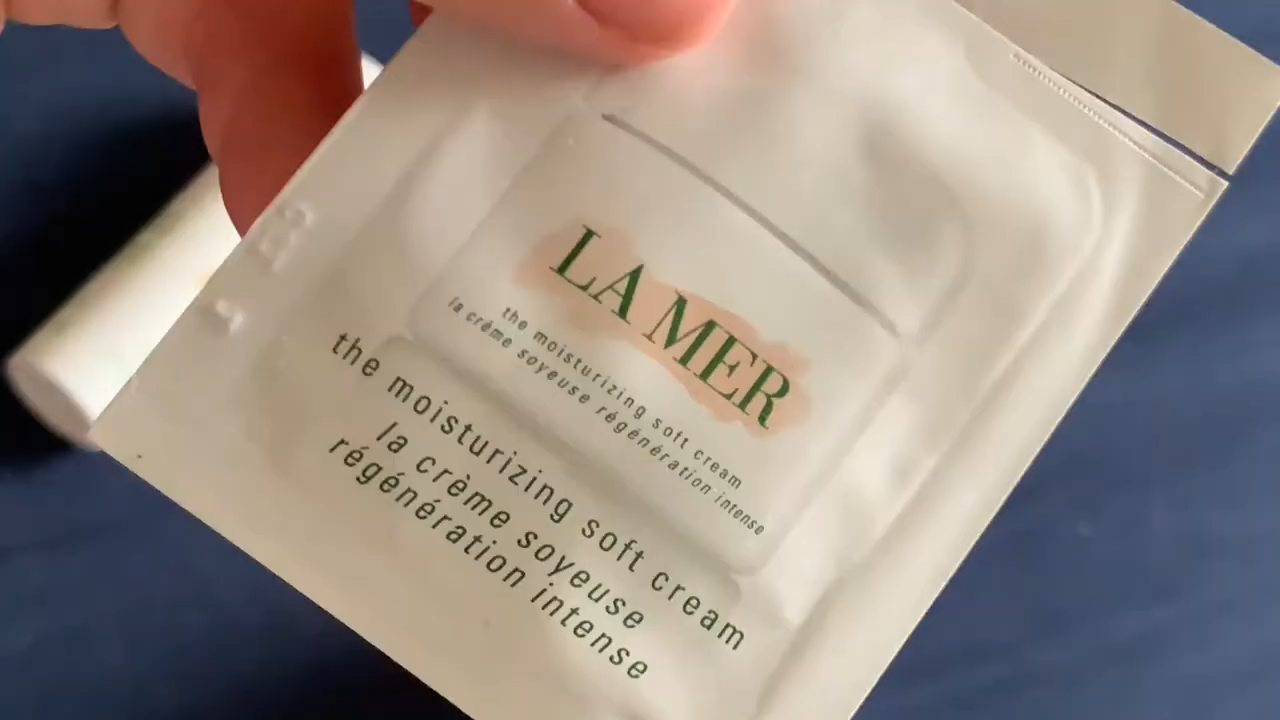 LA MER
the moisturizing soft cream
la crème soyeuse régénération intense
the moisturizing soft cream
la crème soyeuse
régénération intense